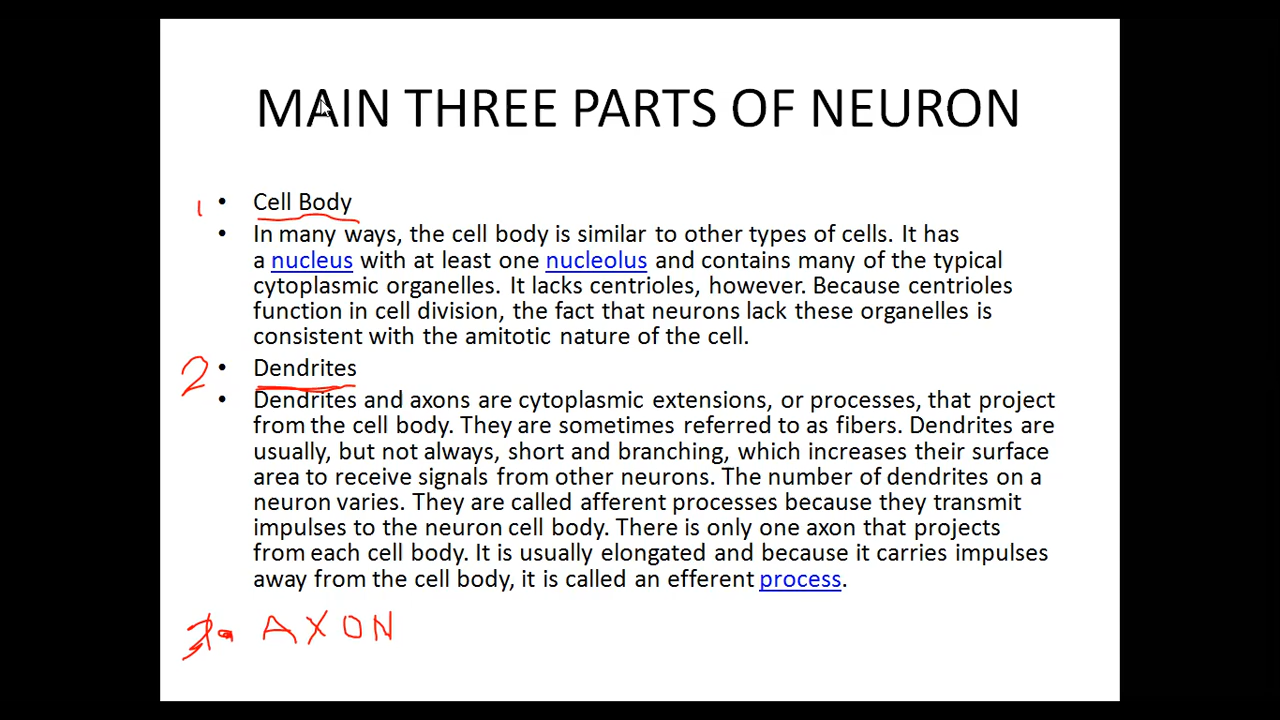 MAIN THREE PARTS OF NEURON
1 • Cell Body
• In many ways, the cell body is similar to other types of cells. It has
a nucleus with at least one nucleolus and contains many of the typical
cytoplasmic organelles. It lacks centrioles, however. Because centrioles
function in cell division, the fact that neurons lack these organelles is
consistent with the amitotic nature of the cell.
2 • Dendrites
• Dendrites and axons are cytoplasmic extensions, or processes, that project
from the cell body. They are sometimes referred to as fibers. Dendrites are
usually, but not always, short and branching, which increases their surface
area to receive signals from other neurons. The number of dendrites on a
neuron varies. They are called afferent processes because they transmit
impulses to the neuron cell body. There is only one axon that projects
from each cell body. It is usually elongated and because it carries impulses
away from the cell body, it is called an efferent process.
3 AXON